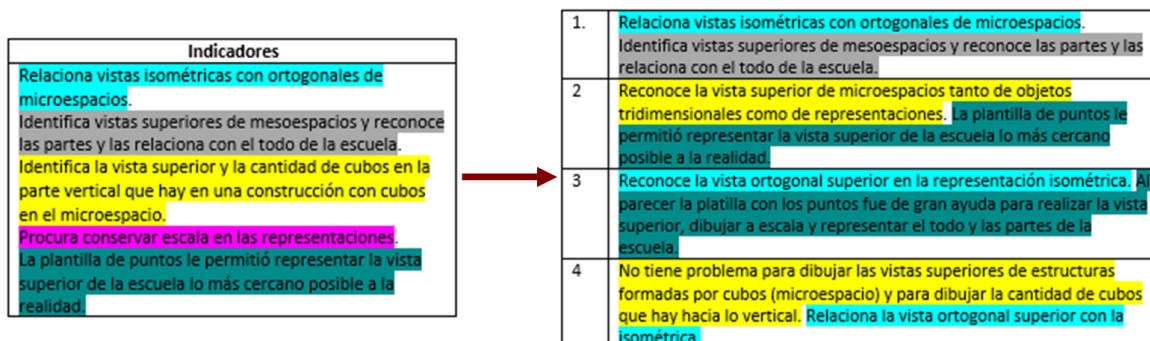 Indicadores
Relaciona vistas isométricas con ortogonales de
microespacios.
Identifica vistas superiores de mesoespacios y reconoce
las partes y las relaciona con el todo de la escuela.
Identifica la vista superior y la cantidad de cubos en la
parte vertical que hay en una construcción con cubos
en el microespacio.
Procura conservar escala en las representaciones.
La plantilla de puntos le permitió representar la vista
superior de la escuela lo más cercano posible a la
realidad.
1. Relaciona vistas isométricas con ortogonales de microespacios.
Identifica vistas superiores de mesoespacios y reconoce las partes y las
relaciona con el todo de la escuela.
2 Reconoce la vista superior de microespacios tanto de objetos
tridimensionales como de representaciones. La plantilla de puntos le
permitió representar la vista superior de la escuela lo más cercano
posible a la realidad.
3 Reconoce la vista ortogonal superior en la representación isométrica. Al
parecer la platilla con los puntos fue de gran ayuda para realizar la vista
superior, dibujar a escala y representar el todo y las partes de la
escuela.
4 No tiene problema para dibujar las vistas superiores de estructuras
formadas por cubos (microespacio) y para dibujar la cantidad de cubos
que hay hacia lo vertical. Relaciona la vista ortogonal superior con la
isométrica.